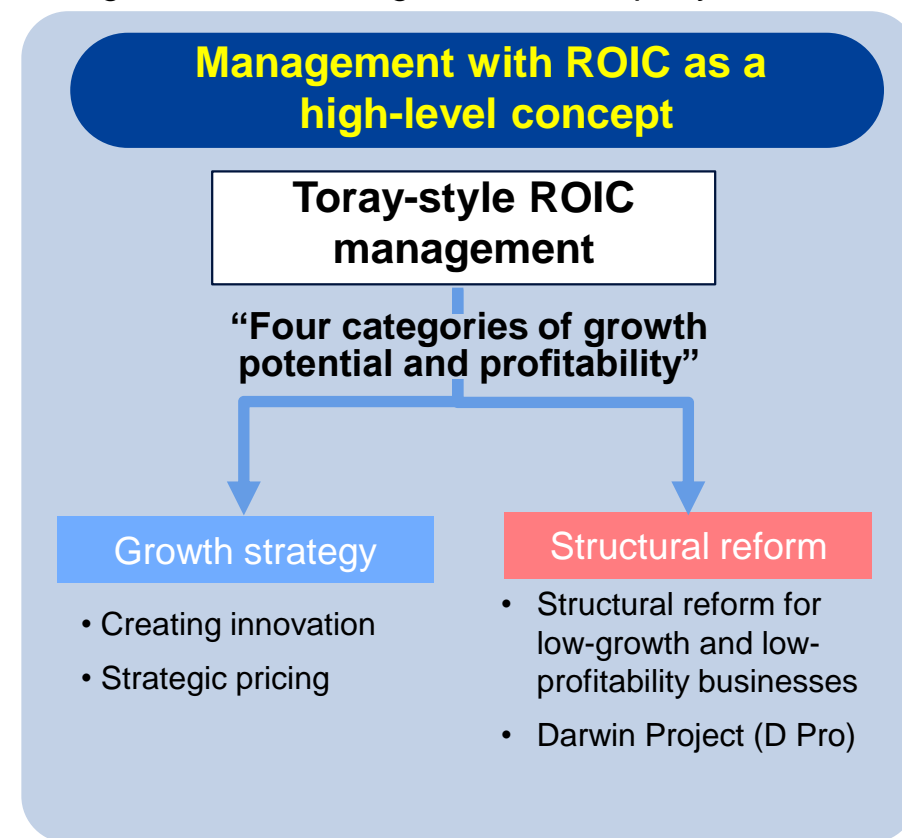 Management with ROIC as a
high-level concept
Toray-style ROIC
management
“Four categories of growth
potential and profitability”
Growth strategy
• Creating innovation
• Strategic pricing
Structural reform
• Structural reform for
low-growth and low-
profitability businesses
• Darwin Project (D Pro)